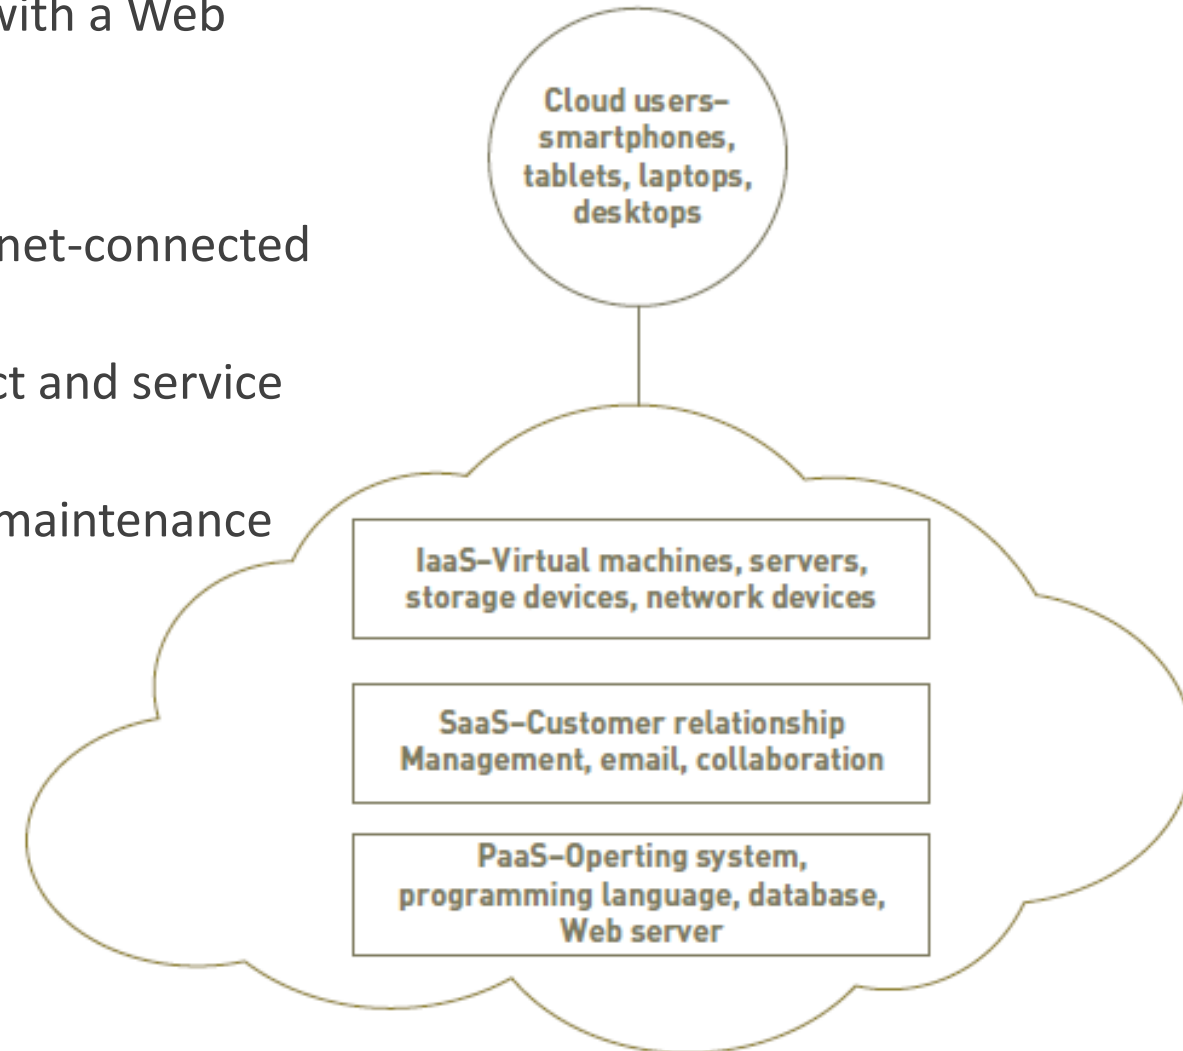 with a Web
net-connected
ct and service
maintenance
Cloud users–
smartphones,
tablets, laptops,
desktops
IaaS–Virtual machines, servers,
storage devices, network devices
SaaS–Customer relationship
Management, email, collaboration
PaaS–Operting system,
programming language, database,
Web server